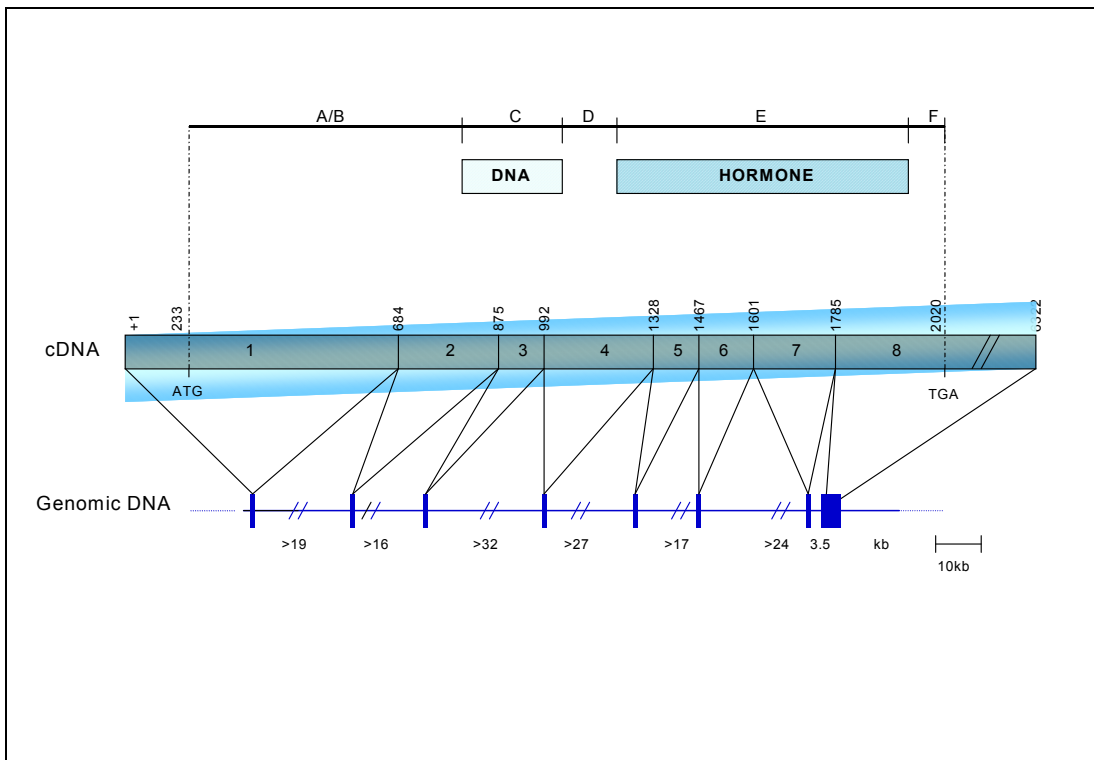 A/B C D E F
DNA HORMONE
+1 233 684 875 992 1328 1467 1601 1785 2020 6322
cDNA 1 2 3 4 5 6 7 8
ATG TGA
Genomic DNA
>19 >16 >32 >27 >17 >24 3.5 kb
10kb